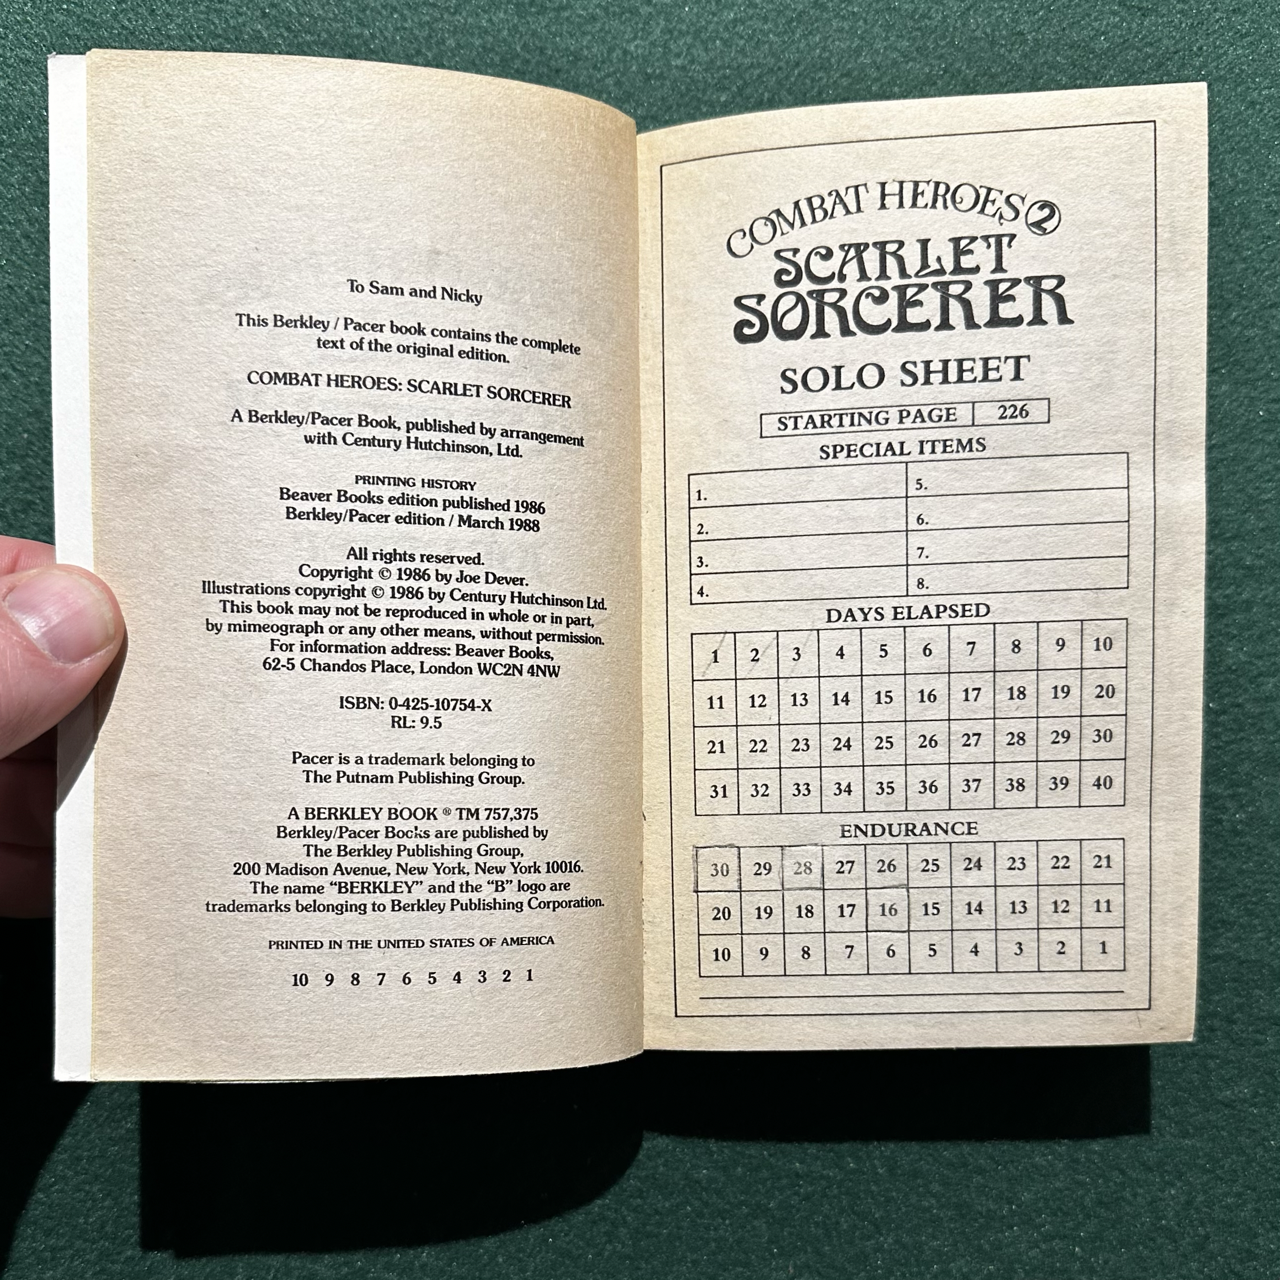 To Sam and Nicky
This Berkley / Pacer book contains the complete
text of the original edition.
COMBAT HEROES: SCARLET SORCERER
A Berkley/Pacer Book, published by arrangement
with Century Hutchinson, Ltd.
PRINTING HISTORY
Beaver Books edition published 1986
Berkley/Pacer edition / March 1988
All rights reserved.
Copyright © 1986 by Joe Dever.
Illustrations copyright © 1986 by Century Hutchinson Ltd.
This book may not be reproduced in whole or in part,
by mimeograph or any other means, without permission.
For information address: Beaver Books,
62-5 Chandos Place, London WC2N 4NW
ISBN: 0-425-10754-X
RL: 9.5
Pacer is a trademark belonging to
The Putnam Publishing Group.
A BERKLEY BOOK ® TM 757,375
Berkley/Pacer Books are published by
The Berkley Publishing Group,
200 Madison Avenue, New York, New York 10016.
The name “BERKLEY” and the “B” logo are
trademarks belonging to Berkley Publishing Corporation.
PRINTED IN THE UNITED STATES OF AMERICA
10 9 8 7 6 5 4 3 2 1
COMBAT HEROES 2
SCARLET
SORCERER
SOLO SHEET
STARTING PAGE 226
SPECIAL ITEMS
1. 5.
2. 6.
3. 7.
4. 8.
DAYS ELAPSED
1 2 3 4 5 6 7 8 9 10
11 12 13 14 15 16 17 18 19 20
21 22 23 24 25 26 27 28 29 30
31 32 33 34 35 36 37 38 39 40
ENDURANCE
30 29 28 27 26 25 24 23 22 21
20 19 18 17 16 15 14 13 12 11
10 9 8 7 6 5 4 3 2 1